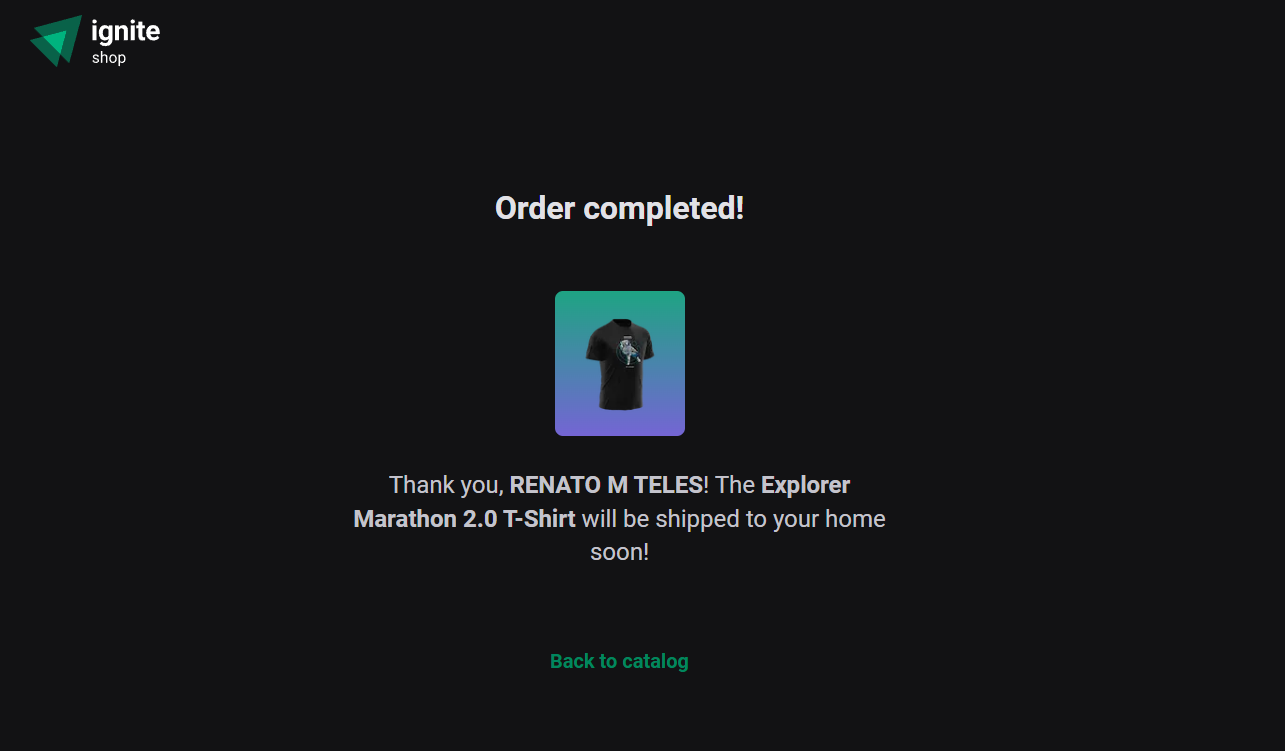 ignite
shop
Order completed!
Thank you, RENATO M TELES! The Explorer
Marathon 2.0 T-Shirt will be shipped to your home
soon!
Back to catalog